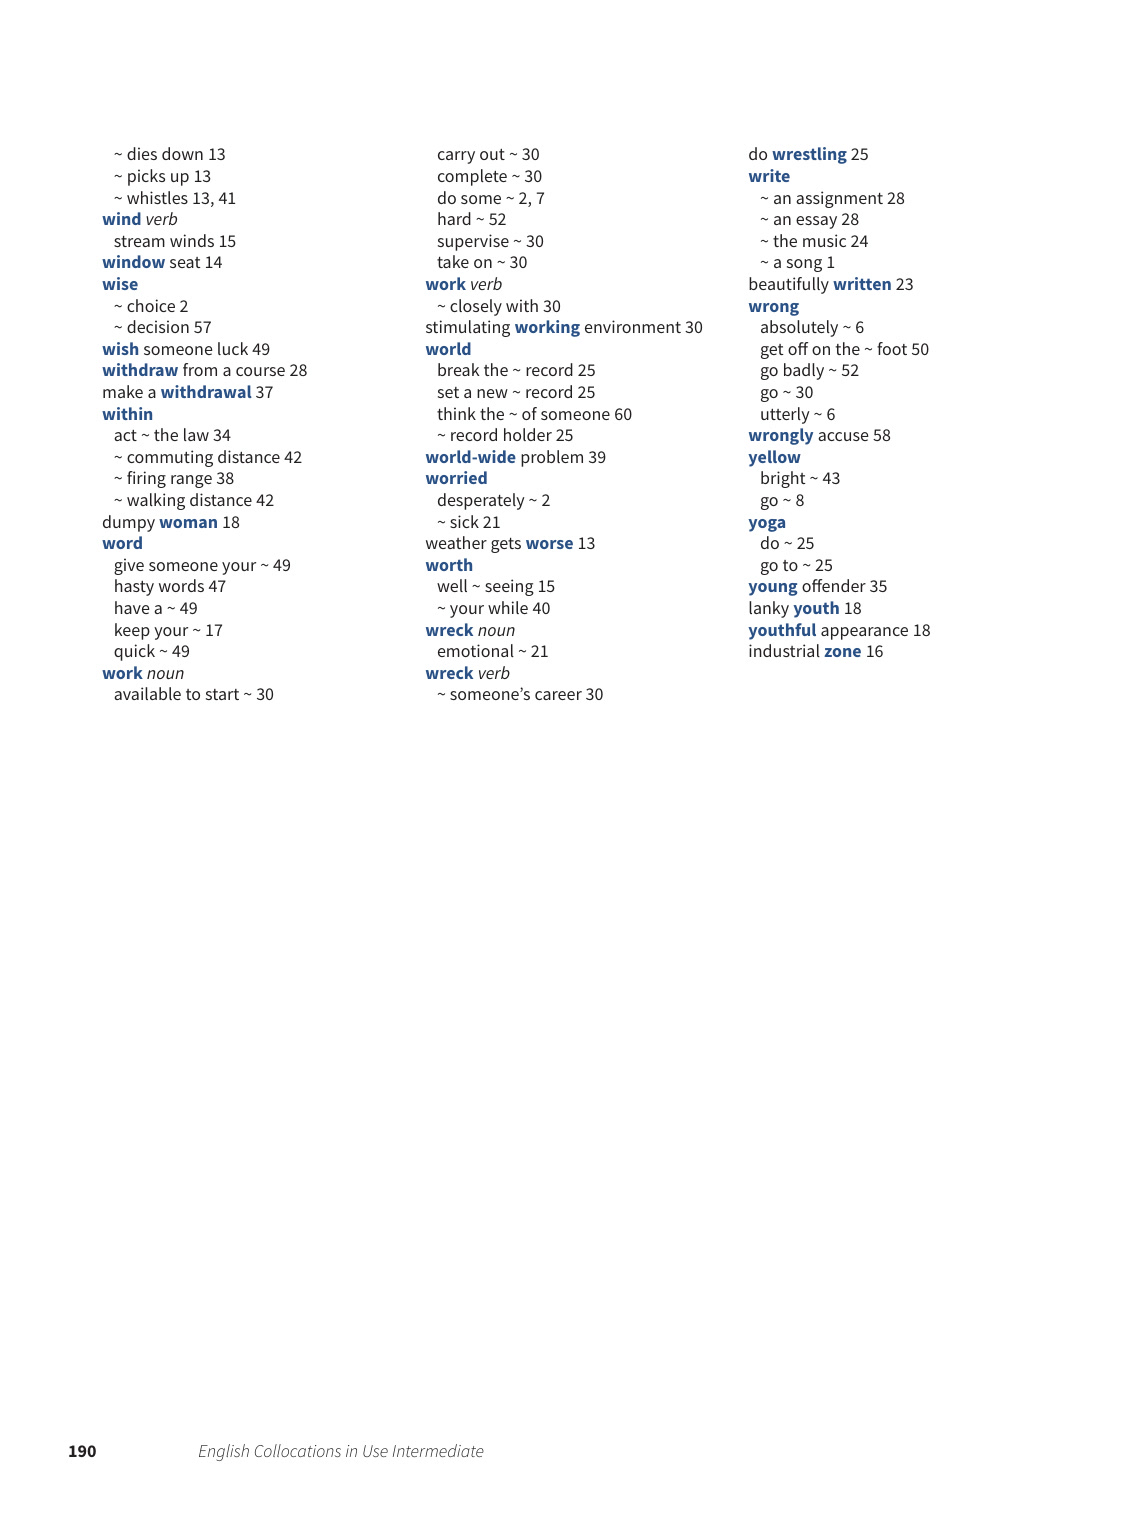 ~ dies down 13
~ picks up 13
~ whistles 13, 41
wind verb
stream winds 15
window seat 14
wise
~ choice 2
~ decision 57
wish someone luck 49
withdraw from a course 28
make a withdrawal 37
within
act ~ the law 34
~ commuting distance 42
~ firing range 38
~ walking distance 42
dumpy woman 18
word
give someone your ~ 49
hasty words 47
have a ~ 49
keep your ~ 17
quick ~ 49
work noun
available to start ~ 30
carry out ~ 30
complete ~ 30
do some ~ 2, 7
hard ~ 52
supervise ~ 30
take on ~ 30
work verb
~ closely with 30
stimulating working environment 30
world
break the ~ record 25
set a new ~ record 25
think the ~ of someone 60
~ record holder 25
world-wide problem 39
worried
desperately ~ 2
~ sick 21
weather gets worse 13
worth
well ~ seeing 15
~ your while 40
wreck noun
emotional ~ 21
wreck verb
~ someone’s career 30
do wrestling 25
write
~ an assignment 28
~ an essay 28
~ the music 24
~ a song 1
beautifully written 23
wrong
absolutely ~ 6
get off on the ~ foot 50
go badly ~ 52
go ~ 30
utterly ~ 6
wrongly accuse 58
yellow
bright ~ 43
go ~ 8
yoga
do ~ 25
go to ~ 25
young offender 35
lanky youth 18
youthful appearance 18
industrial zone 16
190 English Collocations in Use Intermediate